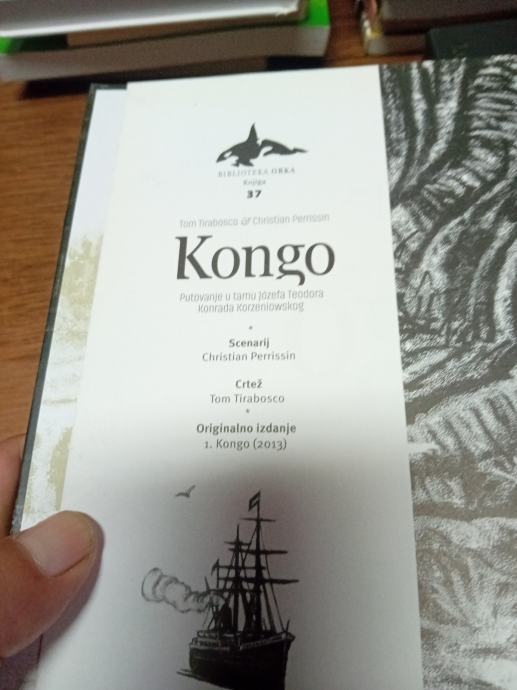 BIBLIOTEKA ORKA
Knjiga
37
Tom Tirabosco & Christian Perrissin
Kongo
Putovanje u tamu Józefa Teodora
Konrada Korzeniowskog
*
Scenarij
Christian Perrissin
*
Crtež
Tom Tirabosco
*
Originalno izdanje
1. Kongo (2013)